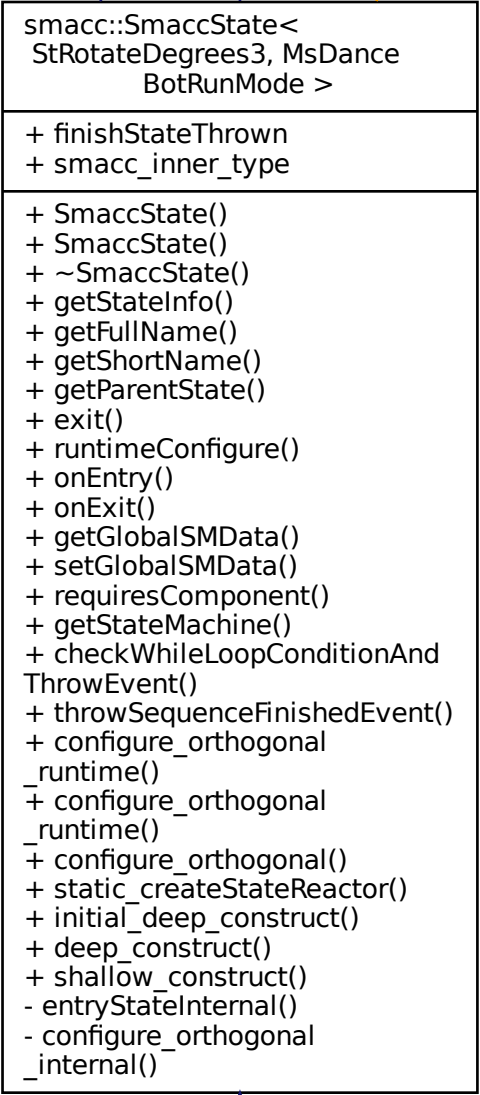 smacc::SmaccState<
StRotateDegrees3, MsDance
BotRunMode >
+ finishStateThrown
+ smacc_inner_type
+ SmaccState()
+ SmaccState()
+ ~SmaccState()
+ getStateInfo()
+ getFullName()
+ getShortName()
+ getParentState()
+ exit()
+ runtimeConfigure()
+ onEntry()
+ onExit()
+ getGlobalSMData()
+ setGlobalSMData()
+ requiresComponent()
+ getStateMachine()
+ checkWhileLoopConditionAnd
ThrowEvent()
+ throwSequenceFinishedEvent()
+ configure_orthogonal
_runtime()
+ configure_orthogonal
_runtime()
+ configure_orthogonal()
+ static_createStateReactor()
+ initial_deep_construct()
+ deep_construct()
+ shallow_construct()
- entryStateInternal()
- configure_orthogonal
_internal()